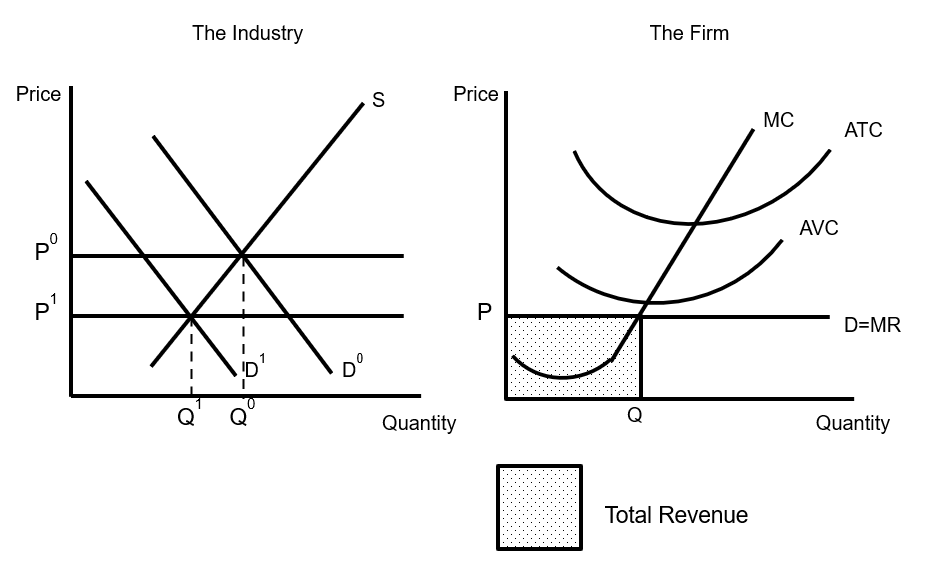 The Industry
The Firm
Price
S
P0
P1
D1
D0
Q1
Q0
Quantity
Price
MC
ATC
AVC
P
D=MR
Q
Quantity
Total Revenue